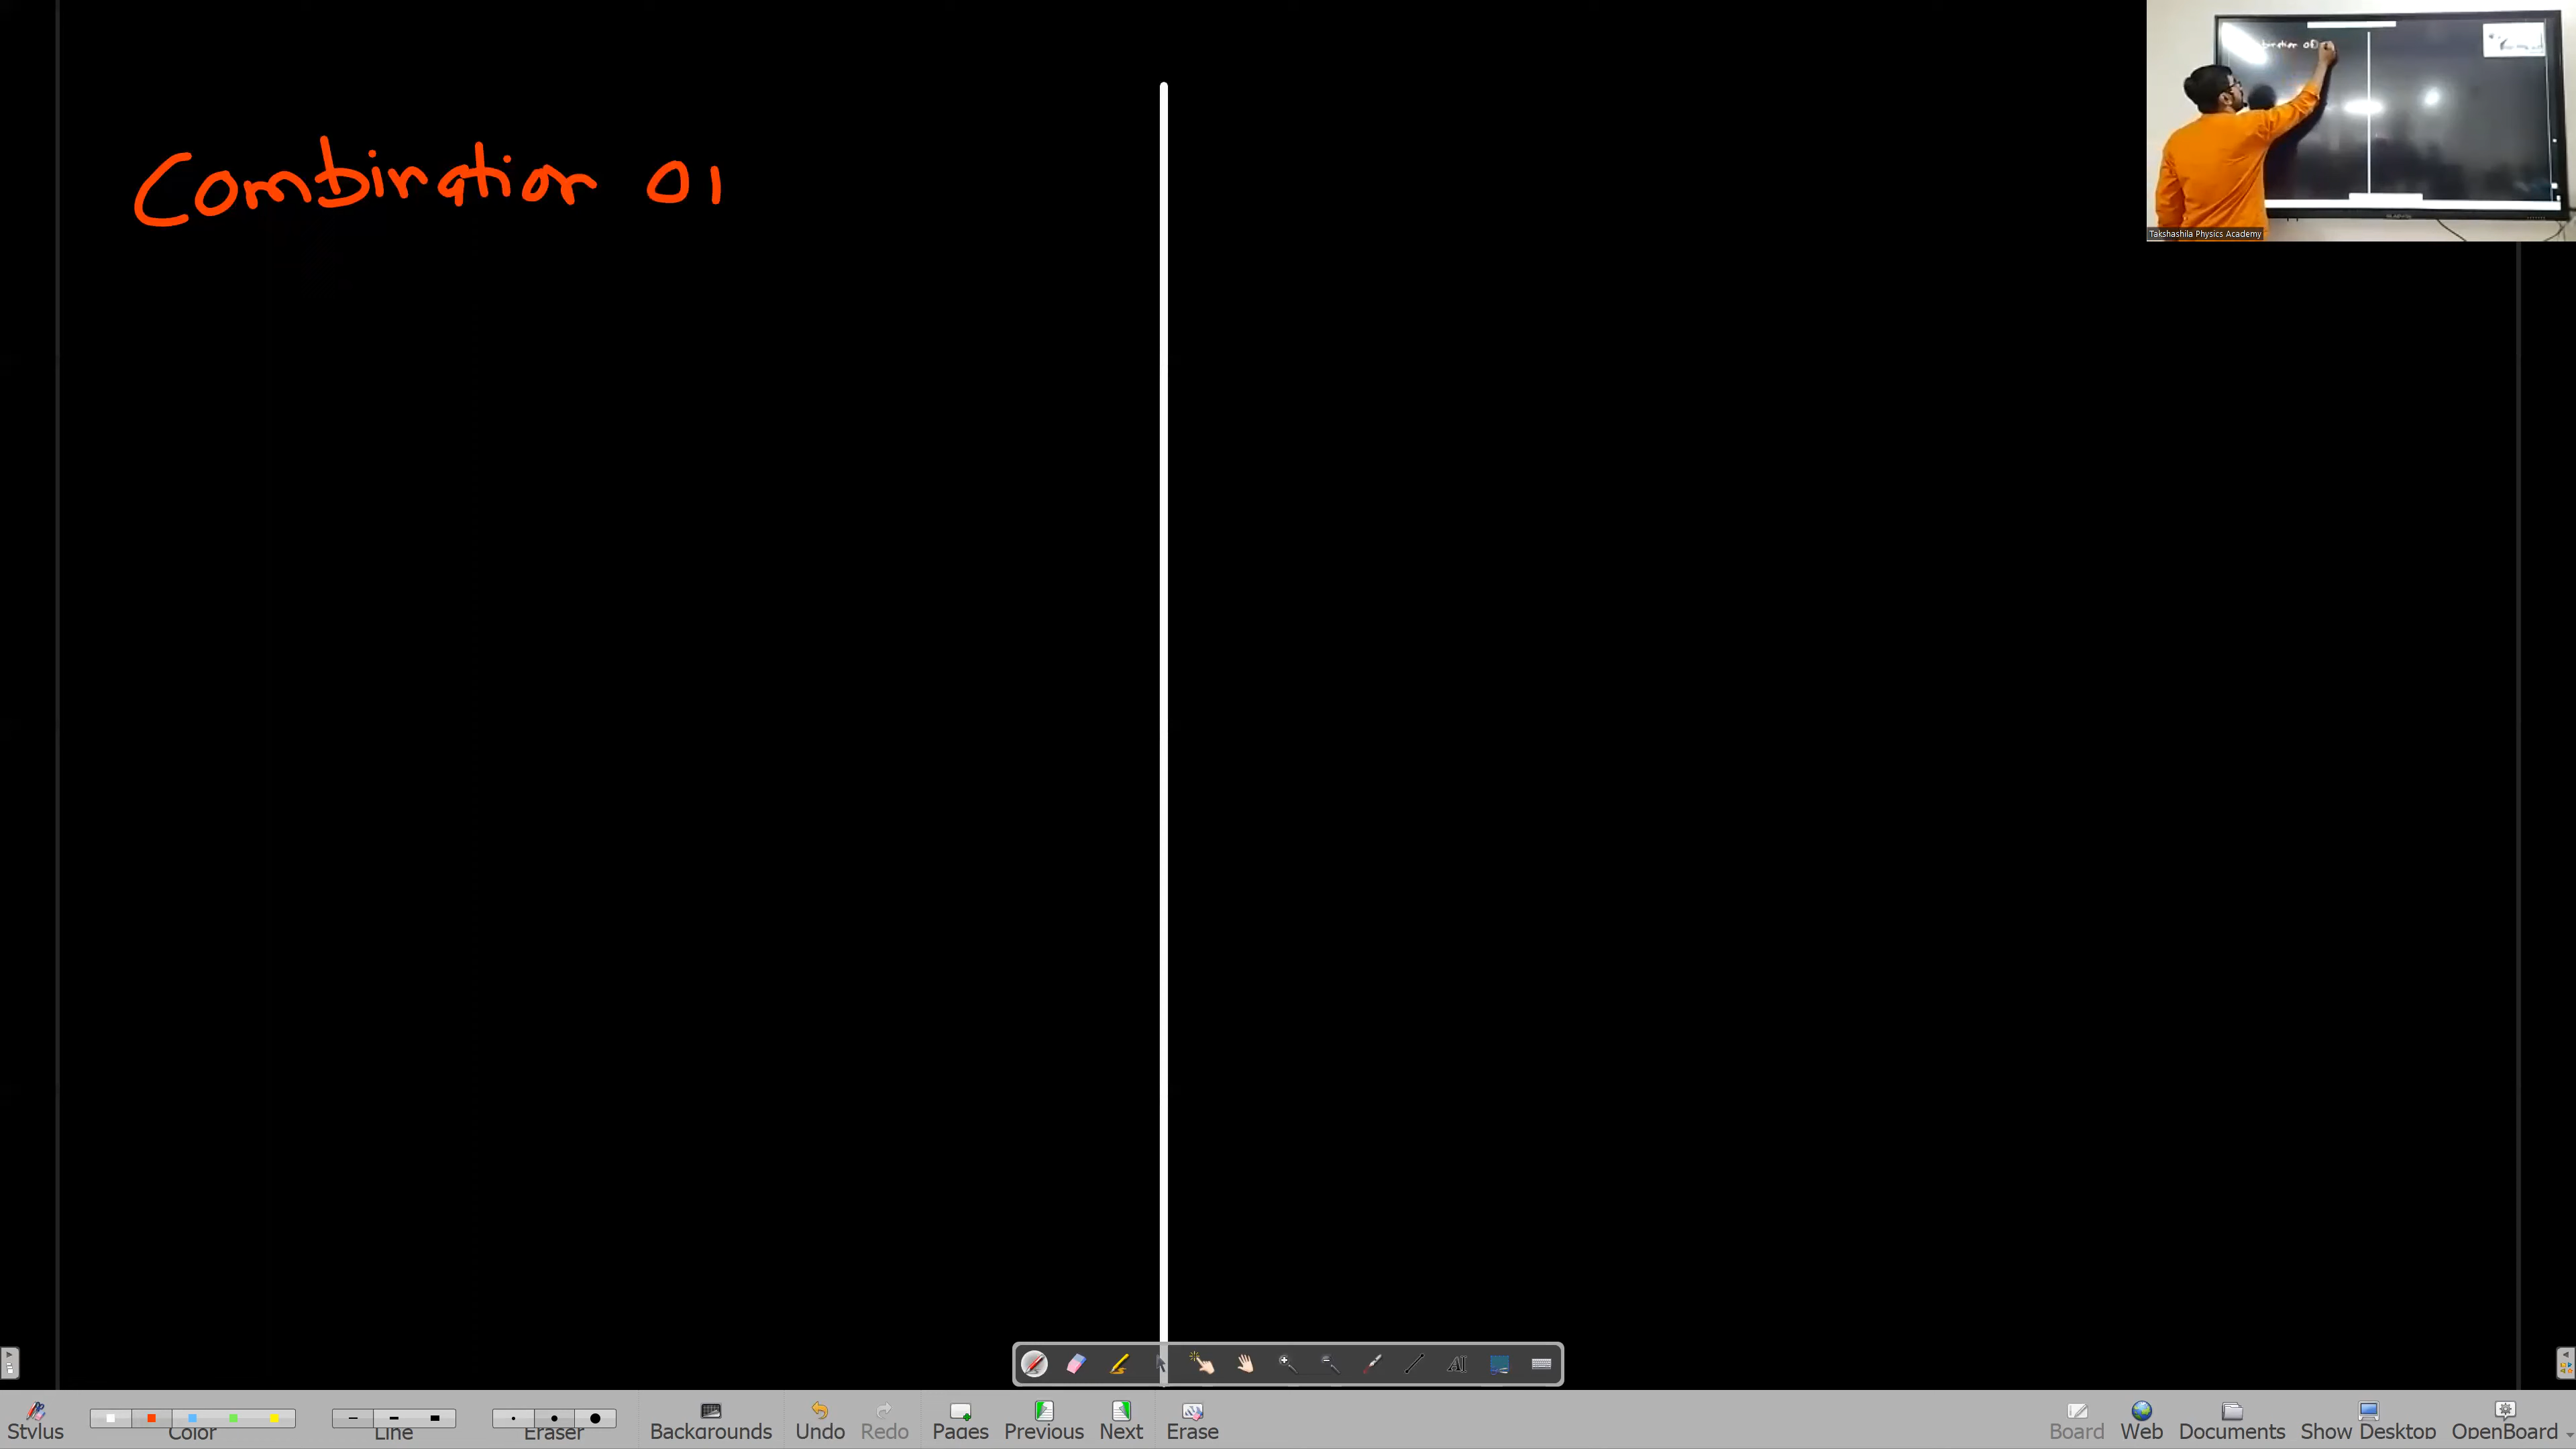 Combination 01
Takshashila Physics Academy
Stylus
Color
Line
Eraser
Backgrounds
Undo
Redo
Pages
Previous
Next
Erase
Board
Web
Documents
Show Desktop
OpenBoard